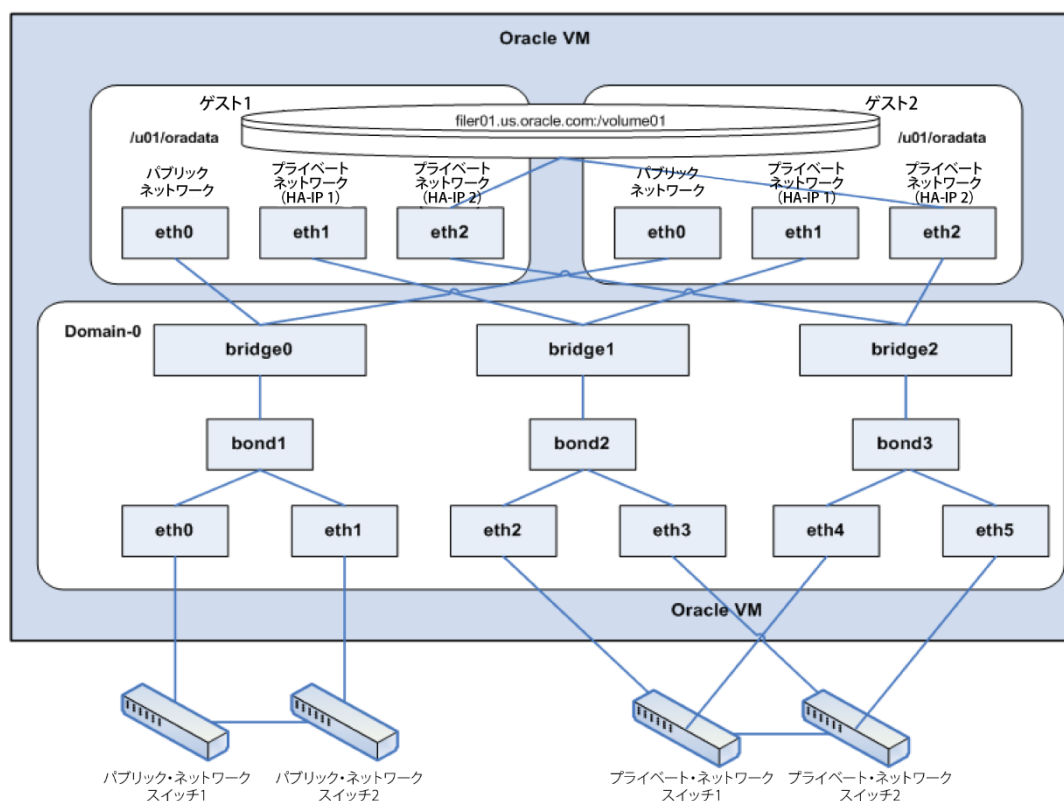 Oracle VM
ゲスト1
ゲスト2
filer01.us.oracle.com:/volume01
/u01/oradata
/u01/oradata
パブリック
ネットワーク
プライベート
ネットワーク
(HA-IP 1)
プライベート
ネットワーク
(HA-IP 2)
パブリック
ネットワーク
プライベート
ネットワーク
(HA-IP 1)
プライベート
ネットワーク
(HA-IP 2)
eth0
eth1
eth2
eth0
eth1
eth2
Domain-0
bridge0
bridge1
bridge2
bond1
bond2
bond3
eth0
eth1
eth2
eth3
eth4
eth5
Oracle VM
パブリック・ネットワーク
スイッチ1
パブリック・ネットワーク
スイッチ2
プライベート・ネットワーク
スイッチ1
プライベート・ネットワーク
スイッチ2